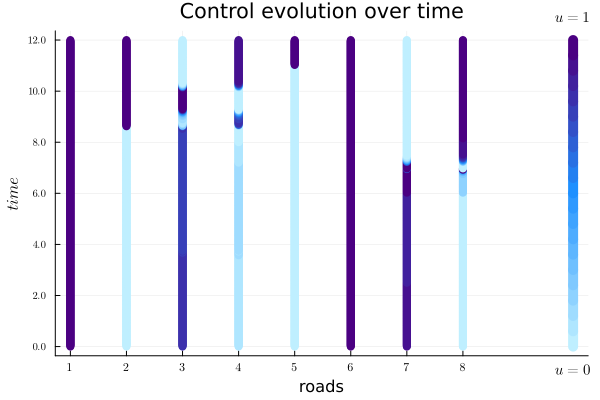 Control evolution over time
u = 1
12.0
10.0
8.0
6.0
4.0
2.0
0.0
time
1 2 3 4 5 6 7 8
u = 0
roads